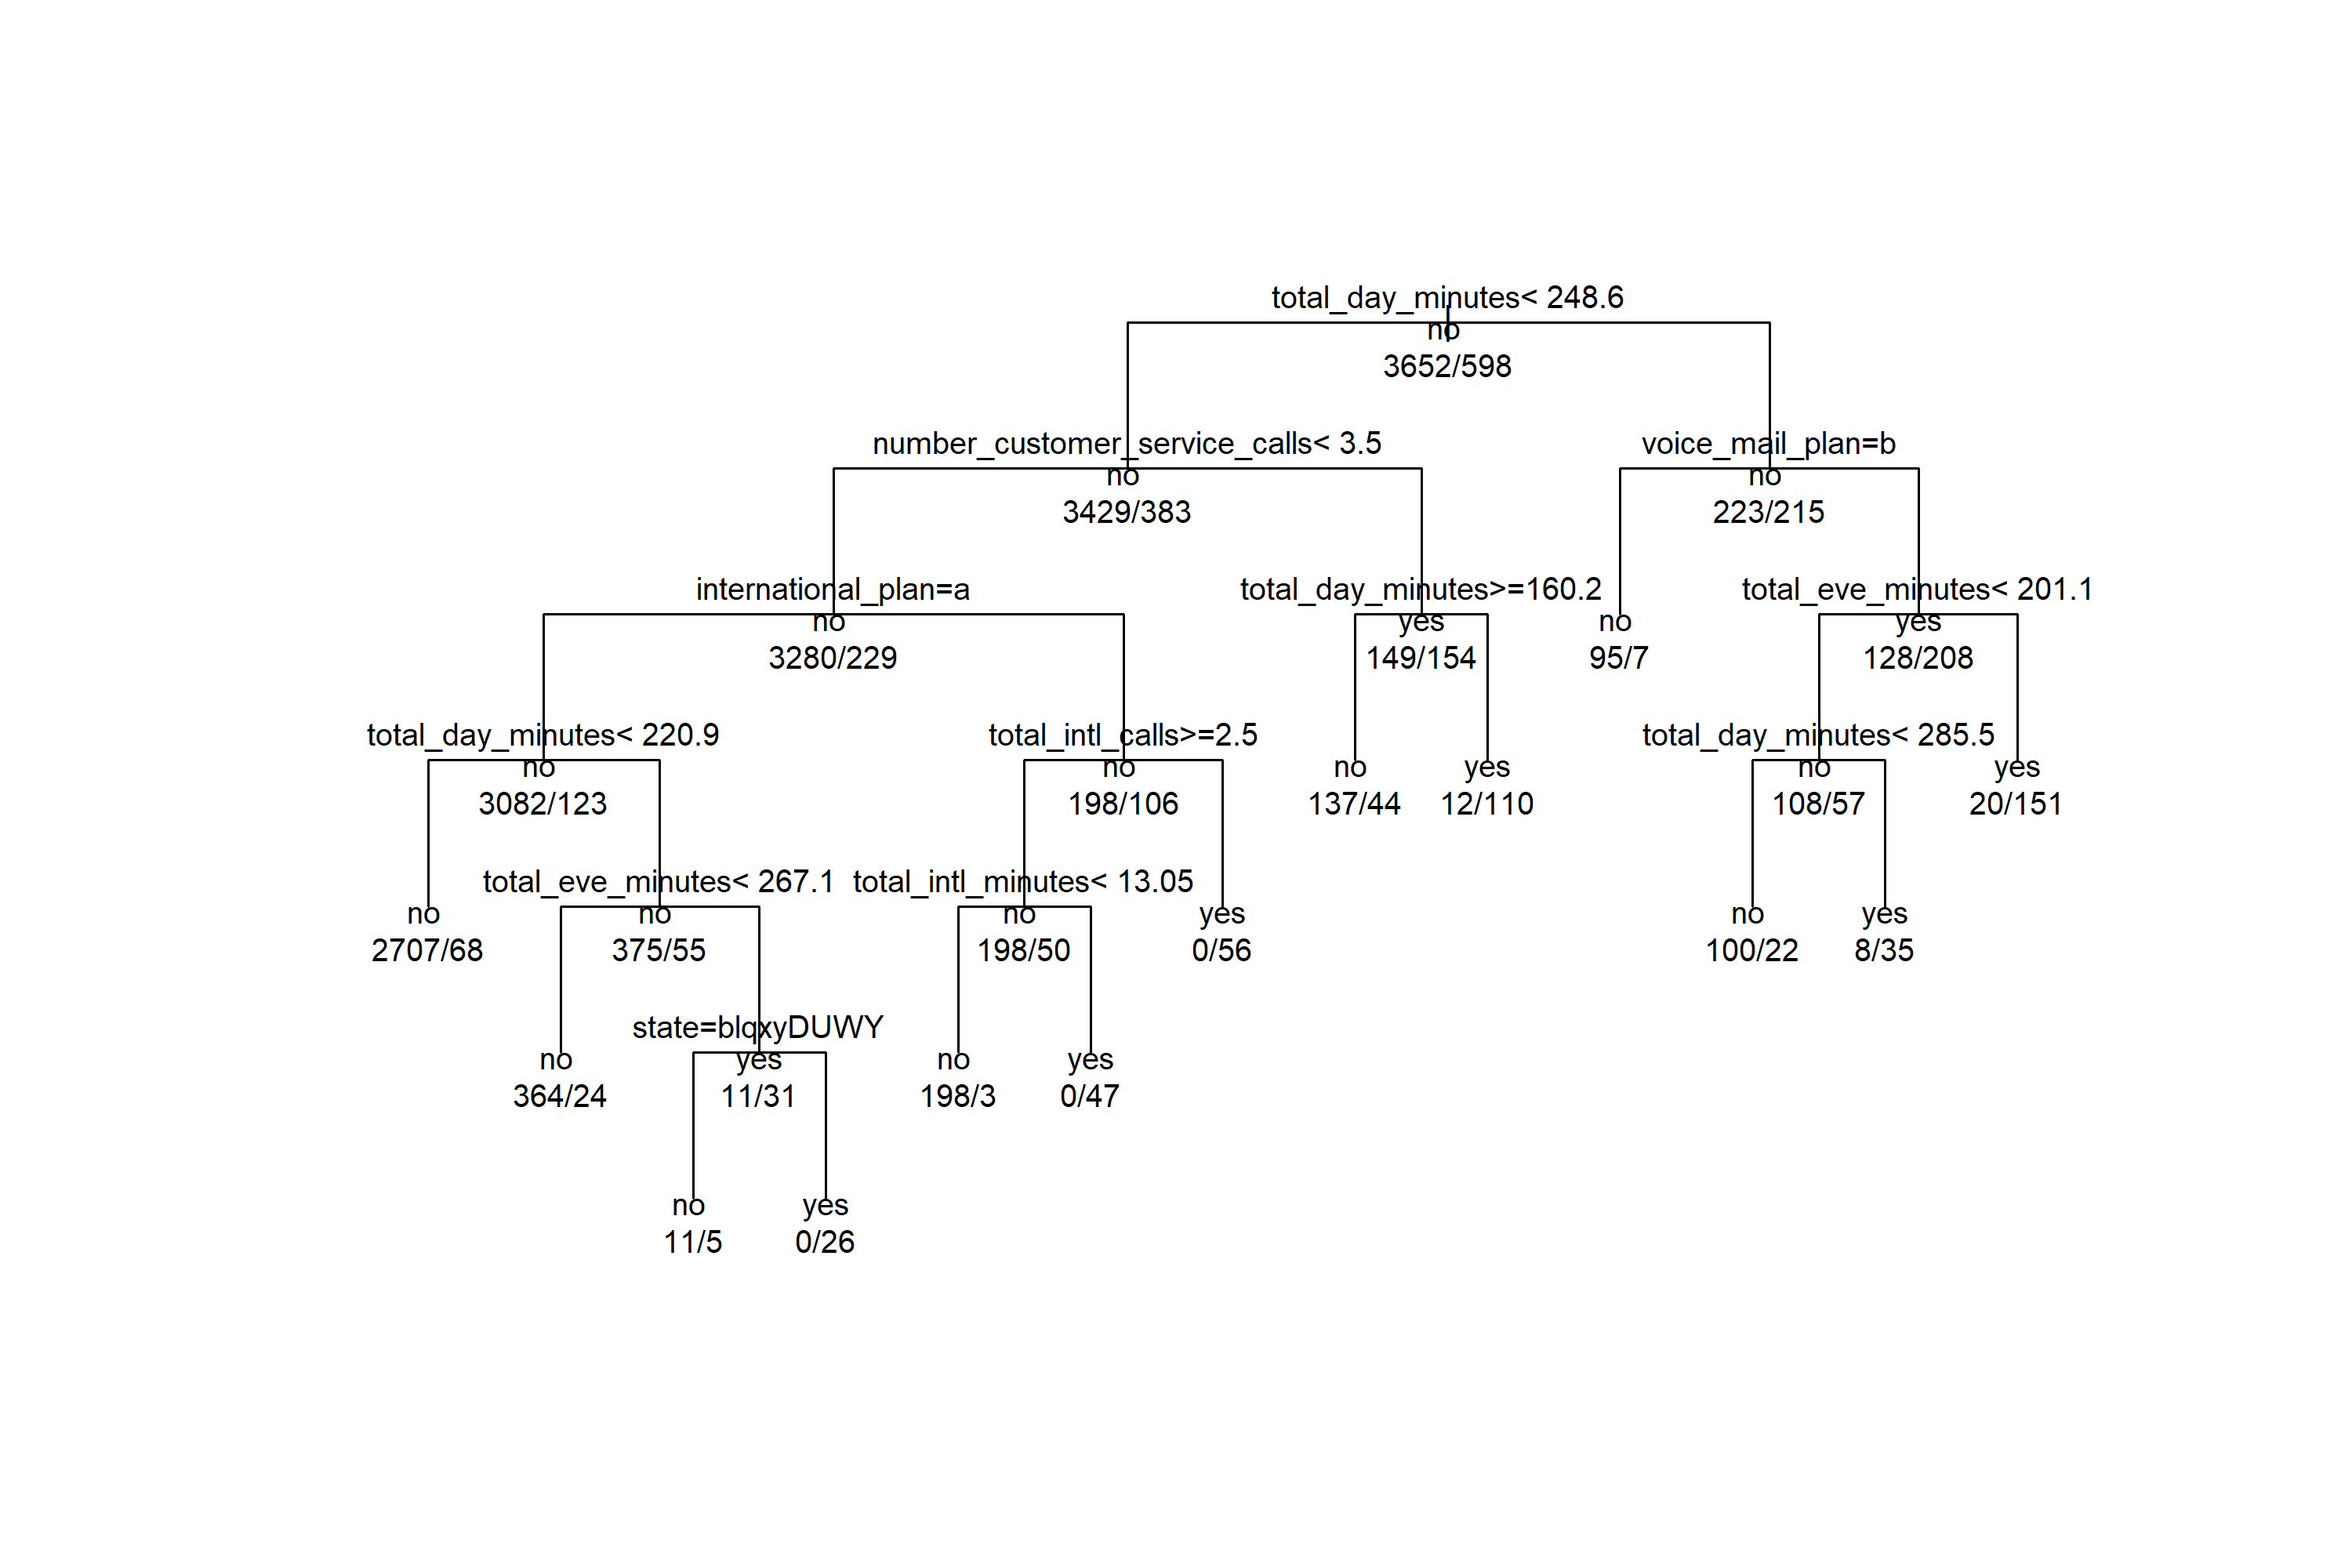 total_day_minutes< 248.6
no
3652/598
number_customer_service_calls< 3.5
voice_mail_plan=b
no
no
3429/383
223/215
international_plan=a
total_day_minutes>=160.2
total_eve_minutes< 201.1
no
yes
no
yes
3280/229
149/154
95/7
128/208
total_day_minutes< 220.9
total_intl_calls>=2.5
total_day_minutes< 285.5
no
no
no
yes
no
yes
3082/123
198/106
137/44
12/110
108/57
20/151
total_eve_minutes< 267.1
total_intl_minutes< 13.05
no
no
no
yes
no
yes
2707/68
375/55
198/50
0/56
100/22
8/35
state=blqxyDUWY
no
yes
no
yes
364/24
11/31
198/3
0/47
no
yes
11/5
0/26